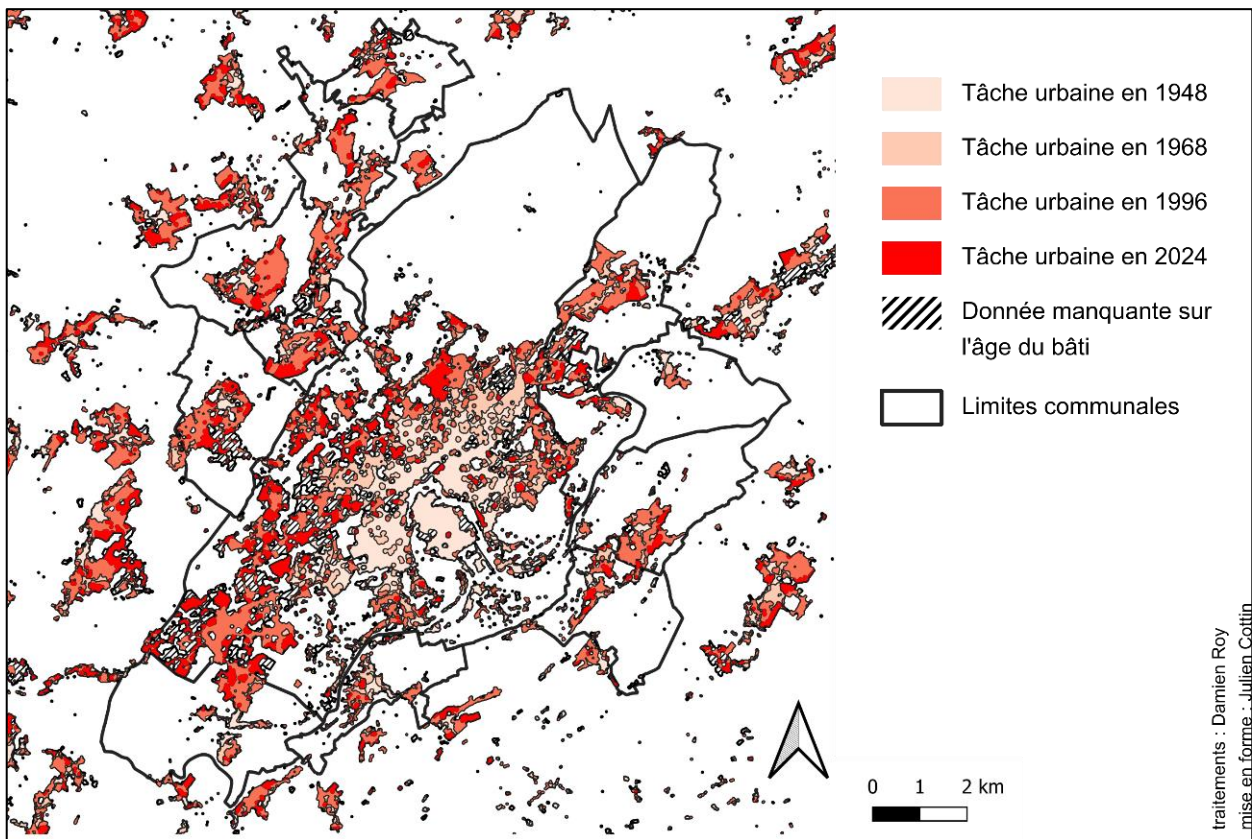 Tâche urbaine en 1948
Tâche urbaine en 1968
Tâche urbaine en 1996
Tâche urbaine en 2024
Donnée manquante sur
l'âge du bâti
Limites communales
0 1 2 km
traitements : Damien Roy
mise en forme : Julien Cottin